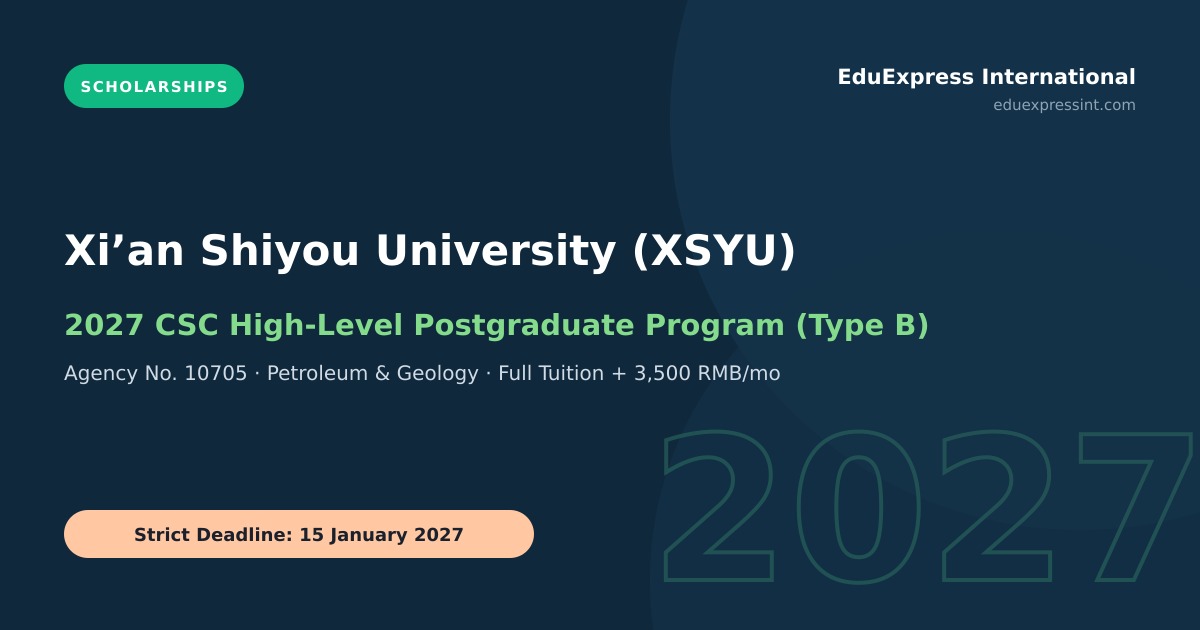 SCHOLARSHIPS
EduExpress International
eduexpressint.com
Xi’an Shiyou University (XSYU)
2027 CSC High-Level Postgraduate Program (Type B)
Agency No. 10705 · Petroleum & Geology · Full Tuition + 3,500 RMB/mo
2027
Strict Deadline: 15 January 2027